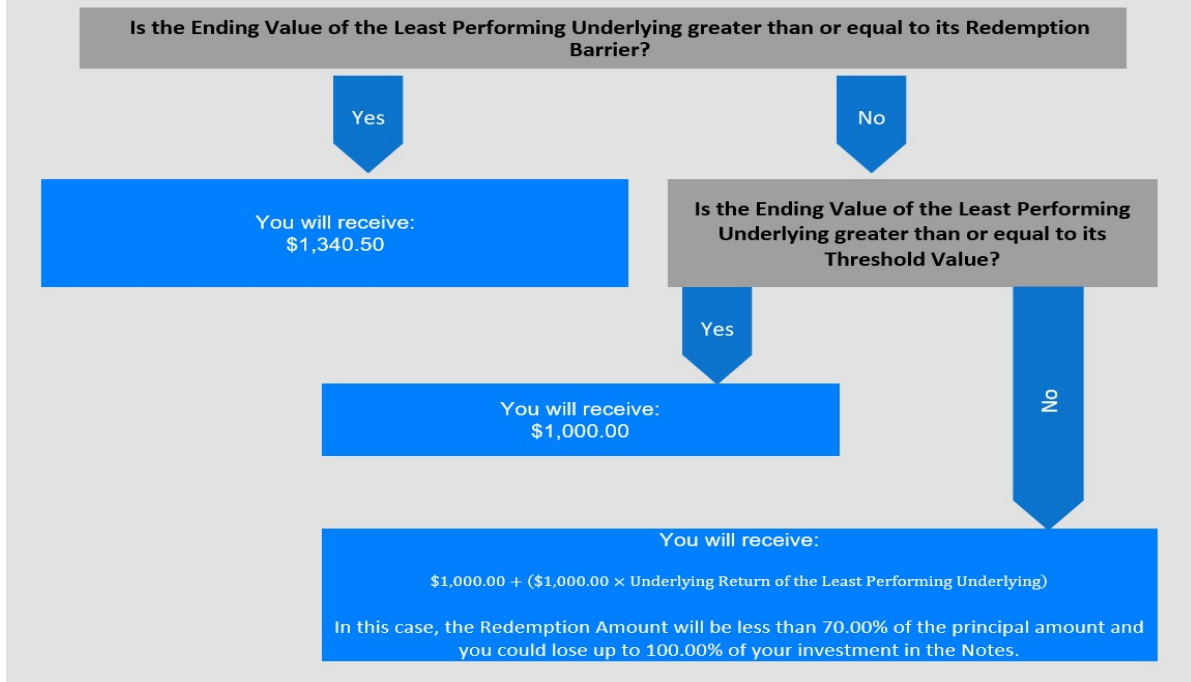 Is the Ending Value of the Least Performing Underlying greater than or equal to its Redemption
Barrier?
Yes
No
You will receive:
$1,340.50
Is the Ending Value of the Least Performing
Underlying greater than or equal to its
Threshold Value?
Yes
No
You will receive:
$1,000.00
You will receive:
$1,000.00 + ($1,000.00 × Underlying Return of the Least Performing Underlying)
In this case, the Redemption Amount will be less than 70.00% of the principal amount and
you could lose up to 100.00% of your investment in the Notes.